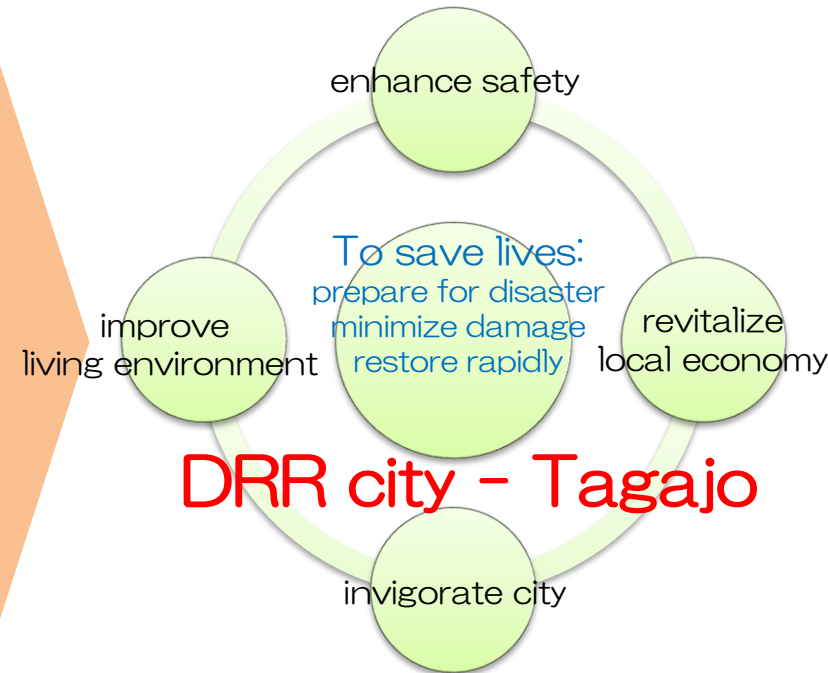 enhance safety
To save lives:
prepare for disaster
minimize damage
restore rapidly
improve
living environment
revitalize
local economy
DRR city - Tagajo
invigorate city